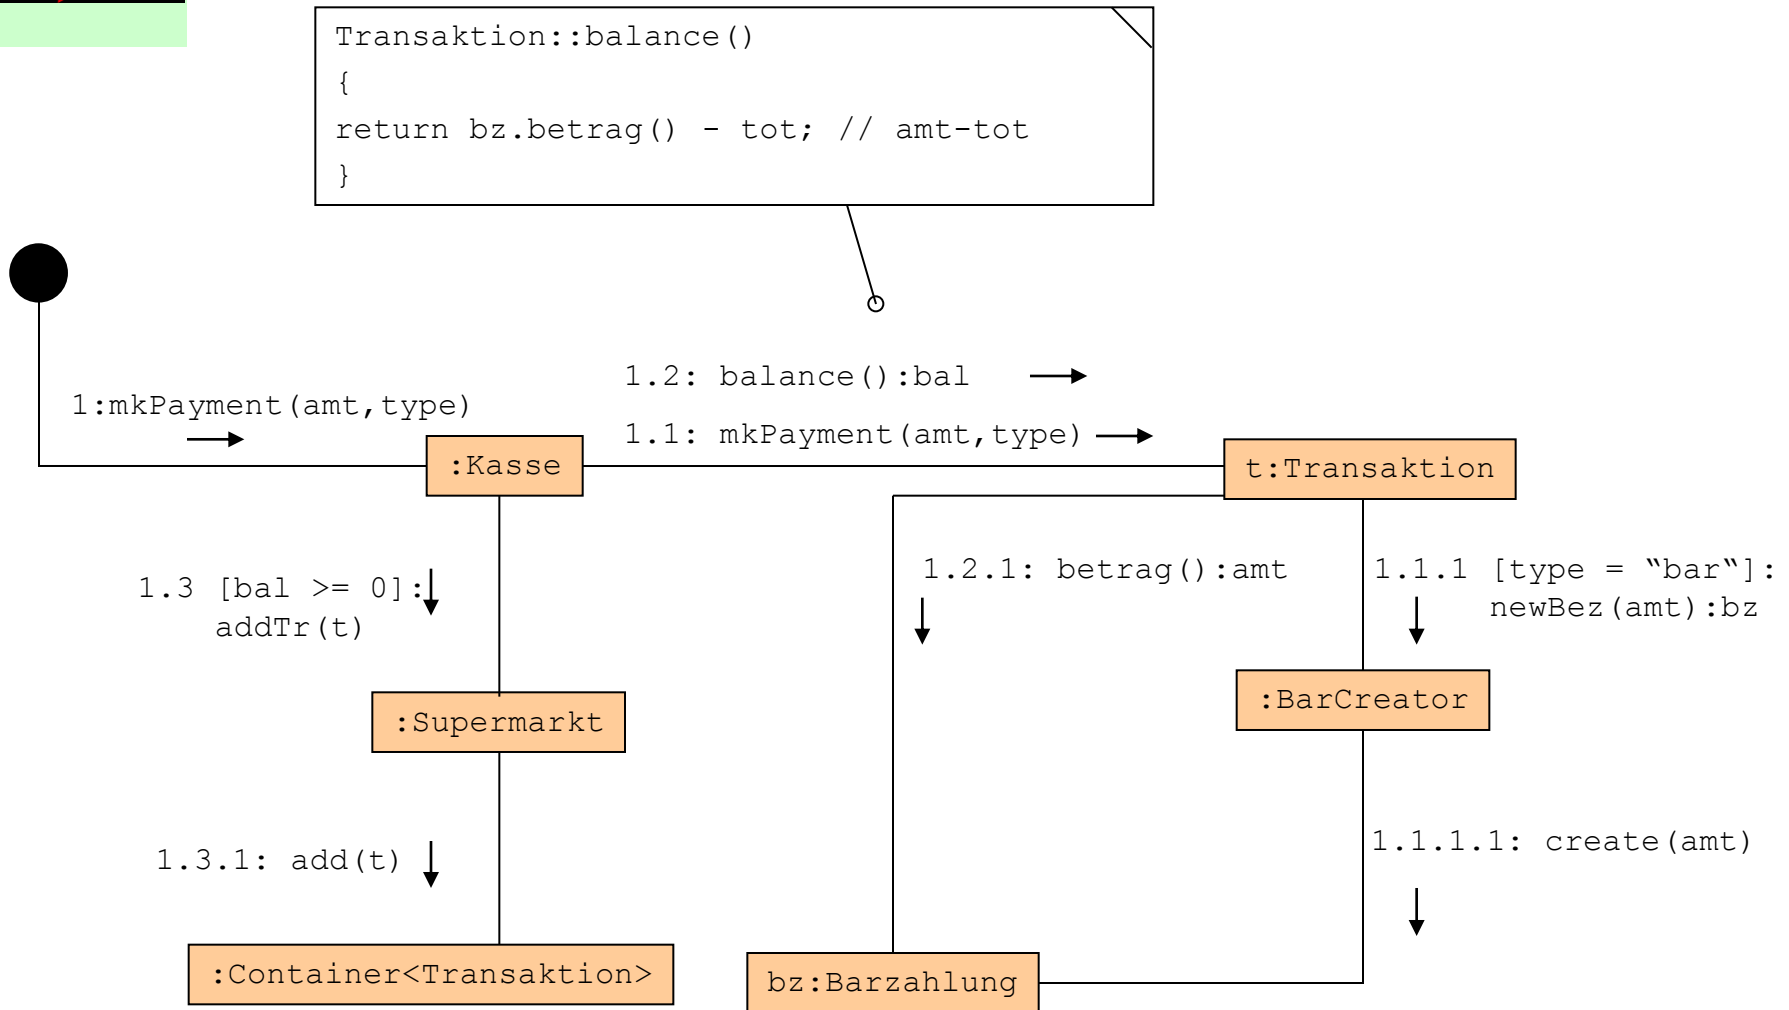 Transaktion::balance()
{
return bz.betrag() - tot; // amt-tot
}
1.2: balance():bal
1:mkPayment(amt,type)
1.1: mkPayment(amt,type)
:Kasse
t:Transaktion
1.3 [bal >= 0]:
addTr(t)
1.2.1: betrag():amt
1.1.1 [type = “bar“]:
newBez(amt):bz
:Supermarkt
:BarCreator
1.3.1: add(t)
1.1.1.1: create(amt)
:Container<Transaktion>
bz:Barzahlung